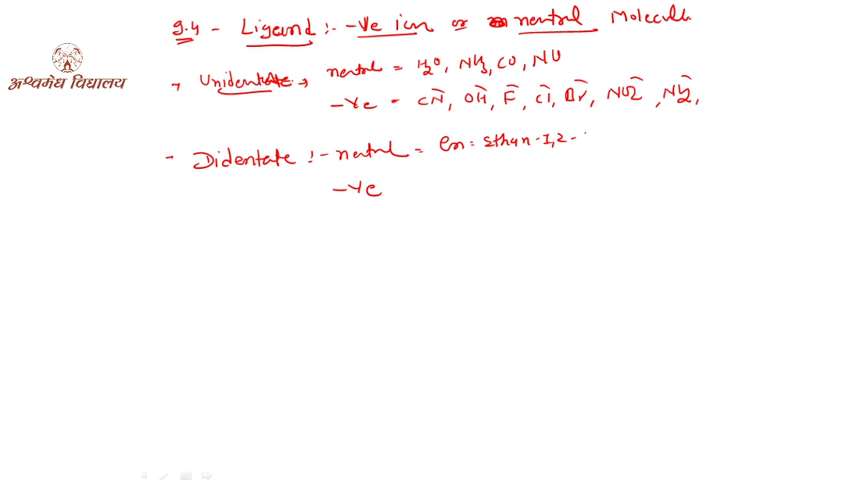 9.4 - Ligand :- -Ve ion or neutral Molecule
अश्वमेध विद्यालय
→ Unidentate → neutral = H2O, NH3, CO, NO
-Ve = CN-, OH-, F-, Cl-, Br-, NO2-, NH2-,
- Didentate :- neutral = en = Ethan-1,2-
-Ve